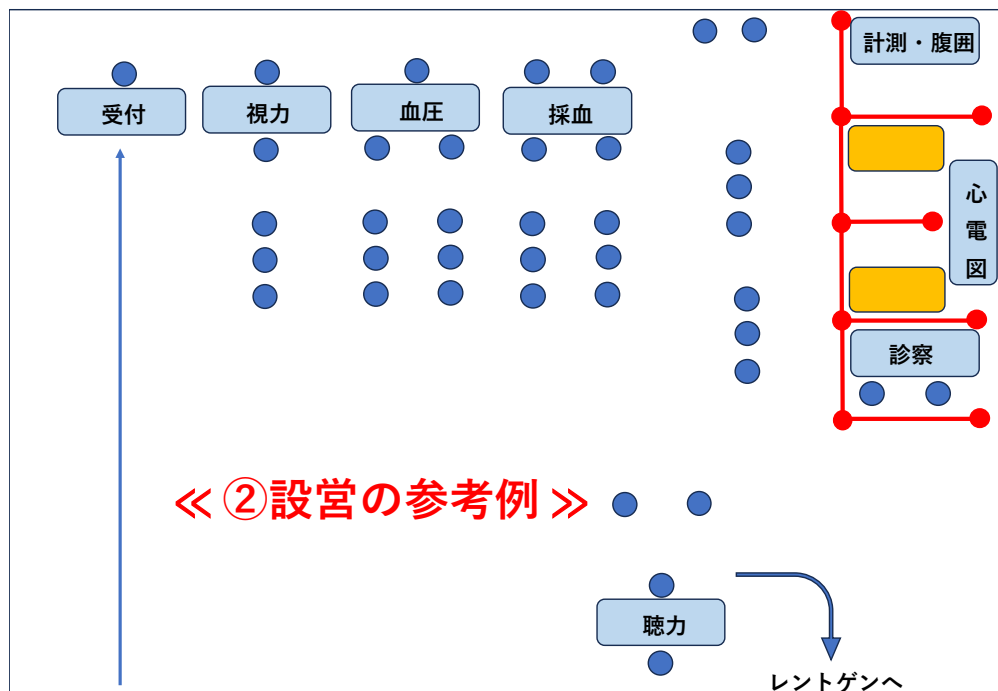 計測・腹囲
受付
視力
血圧
採血
心電図
診察
≪ ②設営の参考例 ≫
聴力
レントゲンへ